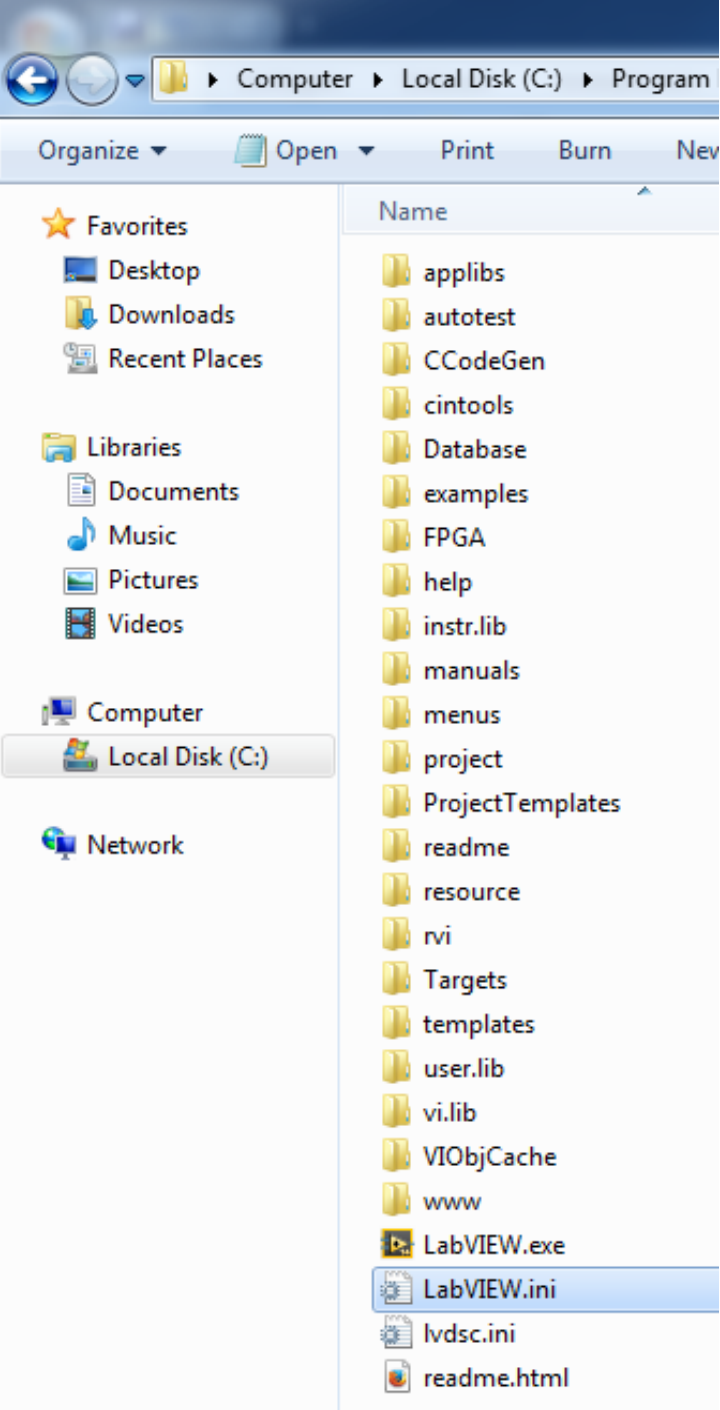 Computer Local Disk (C:) Program
Organize Open Print Burn New
Favorites
Desktop
Downloads
Recent Places
Libraries
Documents
Music
Pictures
Videos
Computer
Local Disk (C:)
Network
Name
applibs
autotest
CCodeGen
cintools
Database
examples
FPGA
help
instr.lib
manuals
menus
project
ProjectTemplates
readme
resource
rvi
Targets
templates
user.lib
vi.lib
VIObjCache
www
LabVIEW.exe
LabVIEW.ini
lvdsc.ini
readme.html